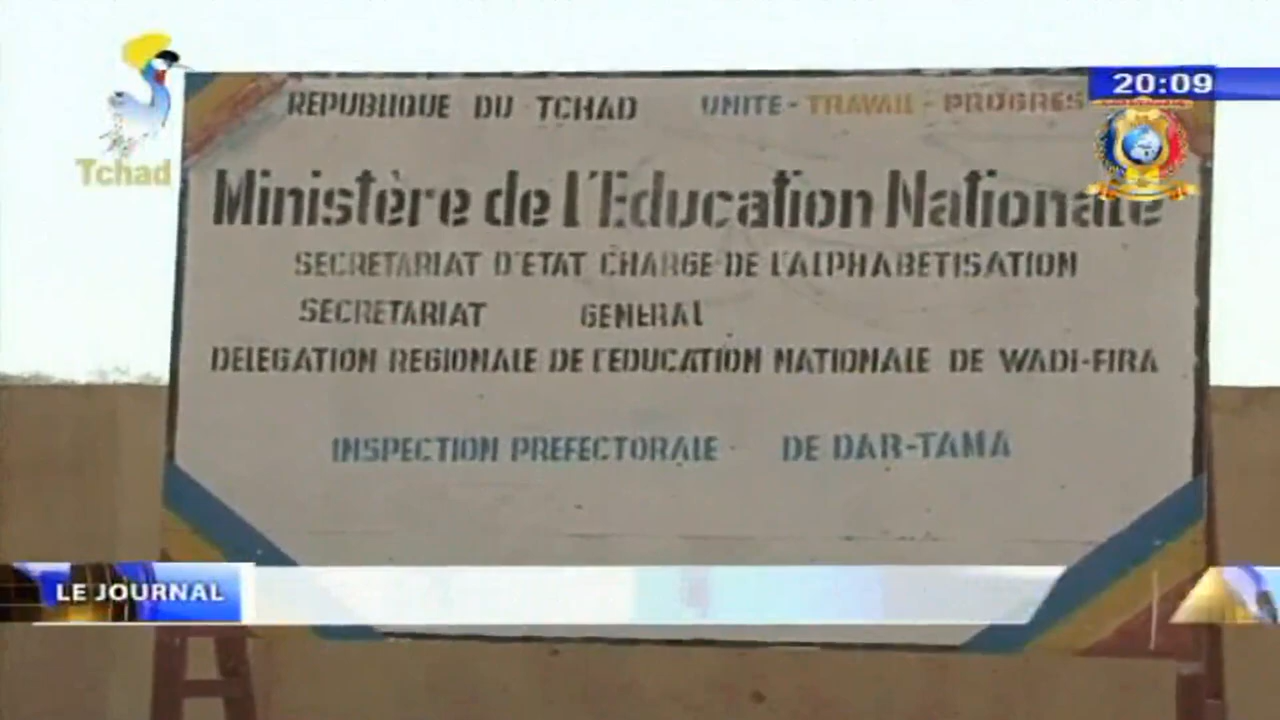 20:09
Tchad
REPUBLIQUE DU TCHAD UNITE - TRAVAIL - PROGRES
Ministère de l'Education Nationale
SECRETARIAT D'ETAT CHARGE DE L'ALPHABETISATION
SECRETARIAT GENERAL
DELEGATION REGIONALE DE L'EDUCATION NATIONALE DE WADI-FIRA
INSPECTION PREFECTORALE DE DAR-TAMA
LE JOURNAL